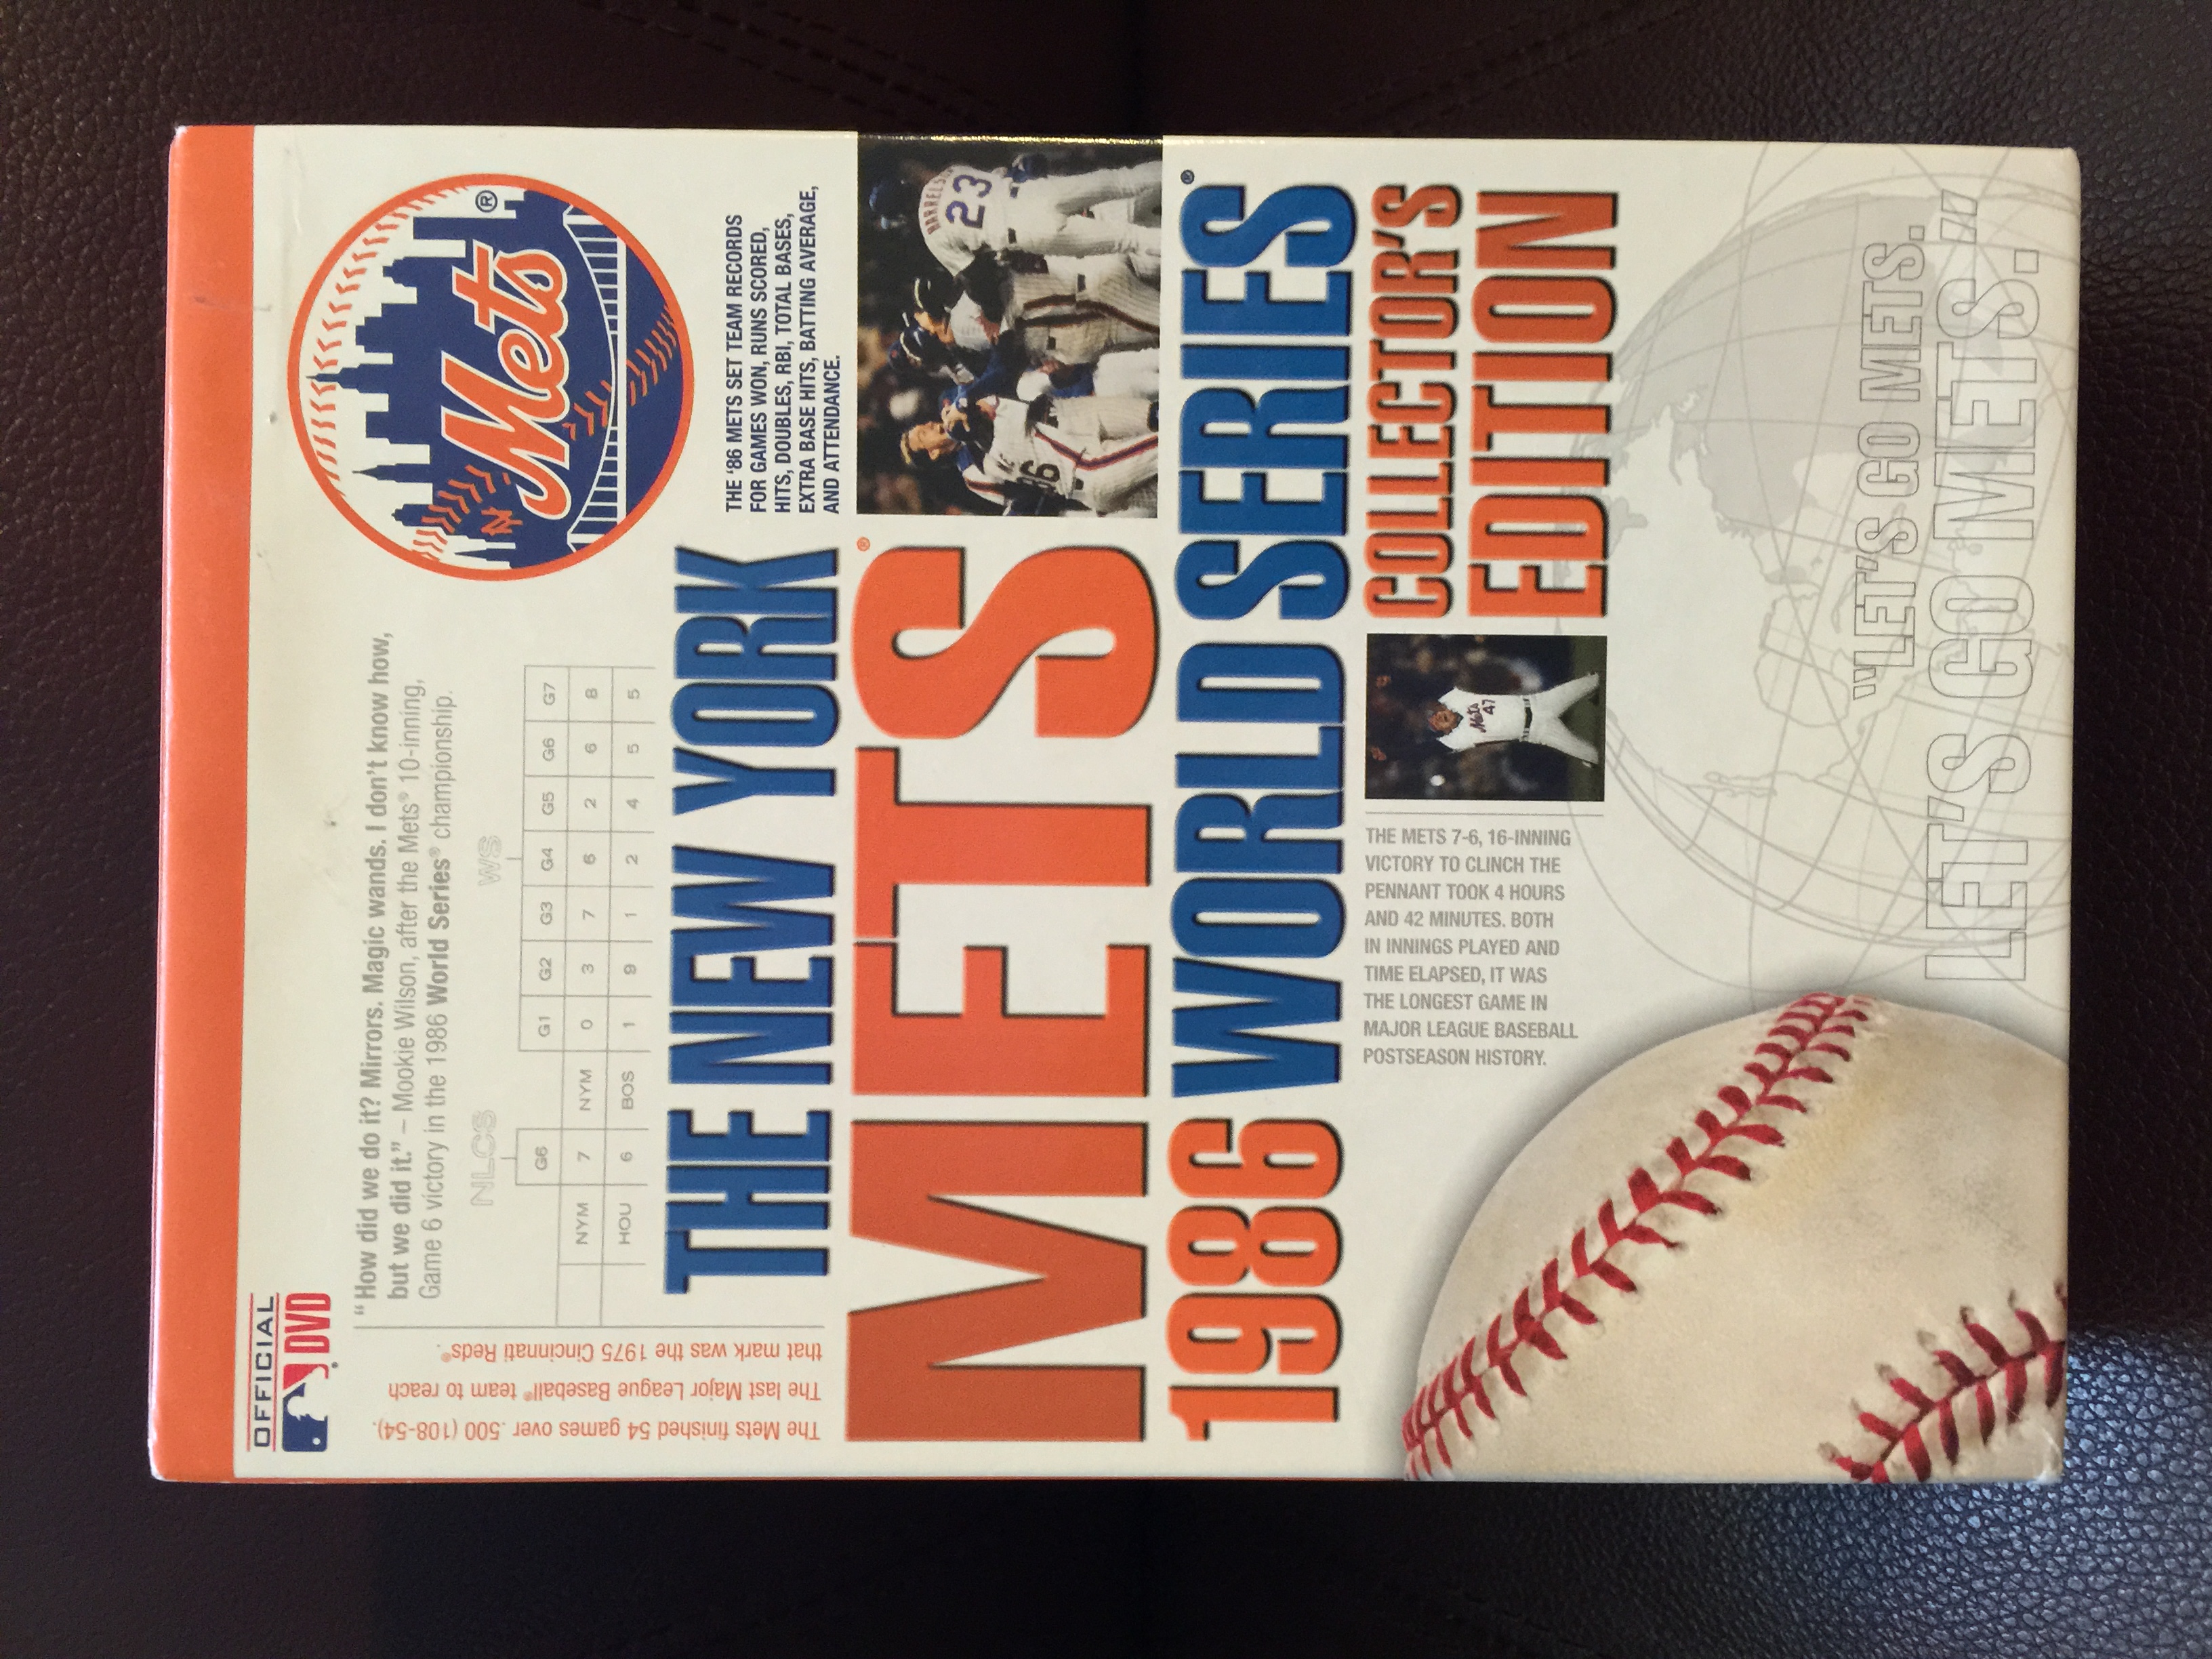 OFFICIAL
DVD
The Mets finished 54 games over .500 (108-54).
The last Major League Baseball® team to reach
that mark was the 1975 Cincinnati Reds®.
“How did we do it? Mirrors. Magic wands. I don’t know how,
but we did it.” – Mookie Wilson, after the Mets® 10-inning,
Game 6 victory in the 1986 World Series® championship.
NLCS WS
G6 G1 G2 G3 G4 G5 G6 G7
NYM 7 NYM 0 3 7 6 2 6 8
HOU 6 BOS 1 9 1 2 4 5 5
NY
Mets ®
THE NEW YORK
METS®
THE ‘86 METS SET TEAM RECORDS
FOR GAMES WON, RUNS SCORED,
HITS, DOUBLES, RBI, TOTAL BASES,
EXTRA BASE HITS, BATTING AVERAGE,
AND ATTENDANCE.
23
1986 WORLD SERIES®
THE METS 7-6, 16-INNING
VICTORY TO CLINCH THE
PENNANT TOOK 4 HOURS
AND 42 MINUTES. BOTH
IN INNINGS PLAYED AND
TIME ELAPSED, IT WAS
THE LONGEST GAME IN
MAJOR LEAGUE BASEBALL
POSTSEASON HISTORY.
Mets
47
COLLECTOR’S
EDITION
“LET’S GO METS.
LET’S GO METS.”